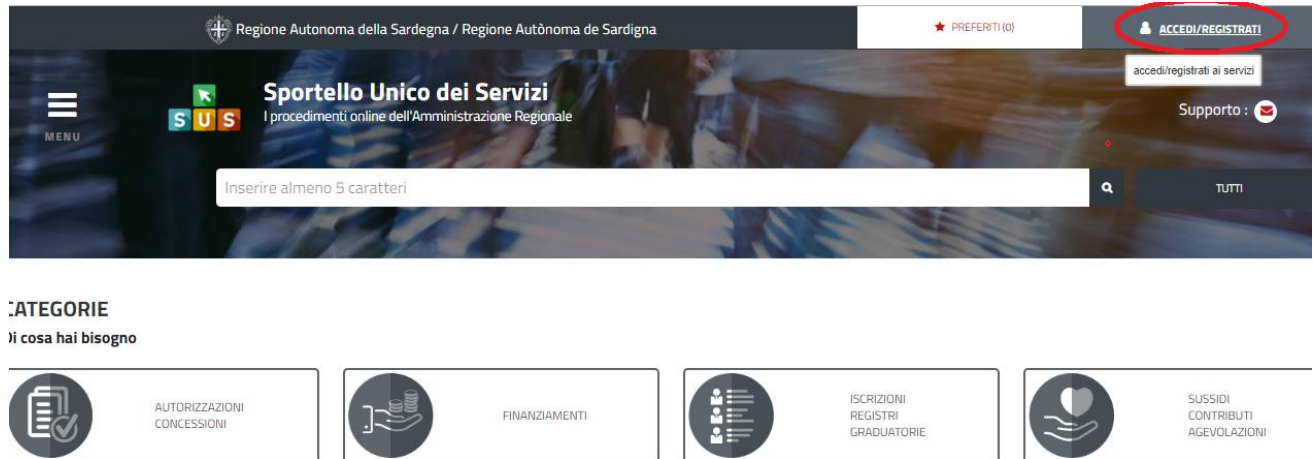 Regione Autonoma della Sardegna / Regione Autònoma de Sardigna
PREFERITI (0)
ACCEDI/REGISTRATI
accedi/registrati ai servizi
MENU
SUS
Sportello Unico dei Servizi
I procedimenti online dell'Amministrazione Regionale
Supporto :
Inserire almeno 5 caratteri
TUTTI
CATEGORIE
Di cosa hai bisogno
AUTORIZZAZIONI
CONCESSIONI
FINANZIAMENTI
ISCRIZIONI
REGISTRI
GRADUATORIE
SUSSIDI
CONTRIBUTI
AGEVOLAZIONI